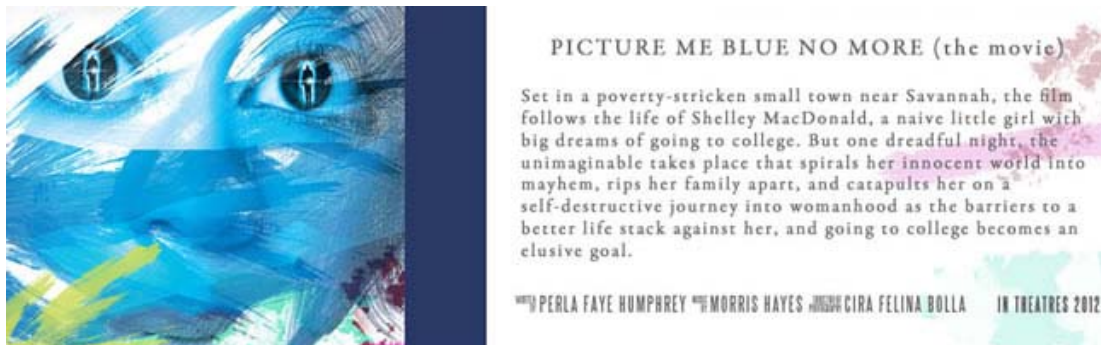 PICTURE ME BLUE NO MORE (the movie)
Set in a poverty-stricken small town near Savannah, the film
follows the life of Shelley MacDonald, a naive little girl with
big dreams of going to college. But one dreadful night, the
unimaginable takes place that spirals her innocent world into
mayhem, rips her family apart, and catapults her on a
self-destructive journey into womanhood as the barriers to a
better life stack against her, and going to college becomes an
elusive goal.
PERLA FAYE HUMPHREY MORRIS HAYES CIRA FELINA BOLLA IN THEATRES 2012